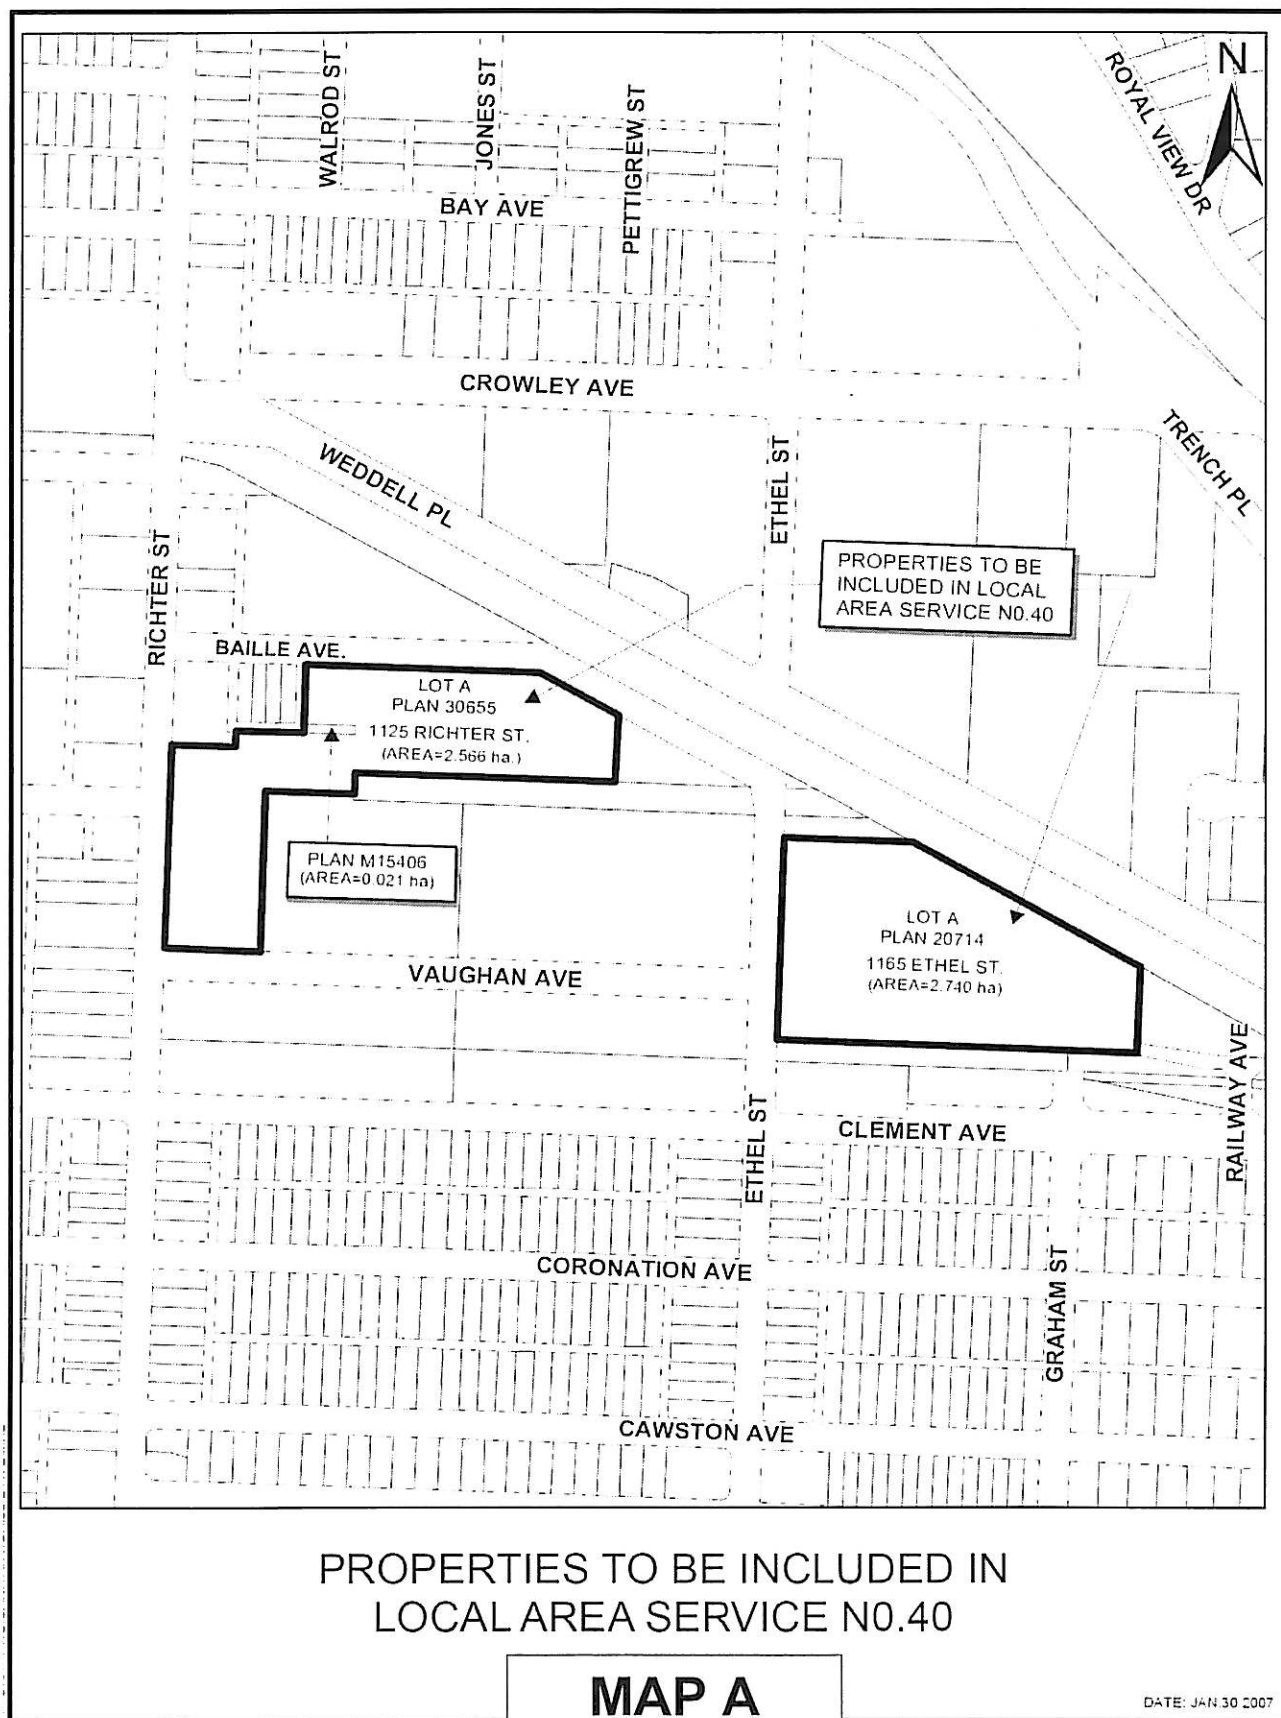 N
WALROD ST
JONES ST
PETTIGREW ST
ROYAL VIEW DR
BAY AVE
CROWLEY AVE
WEDDELL PL
ETHEL ST
TRENCH PL
RICHTER ST
PROPERTIES TO BE
INCLUDED IN LOCAL
AREA SERVICE N0.40
BAILLE AVE.
LOT A
PLAN 30655
1125 RICHTER ST.
(AREA=2.566 ha.)
PLAN M15406
(AREA=0.021 ha)
LOT A
PLAN 20714
1165 ETHEL ST.
(AREA=2.740 ha)
VAUGHAN AVE
RAILWAY AVE
ETHEL ST
CLEMENT AVE
CORONATION AVE
GRAHAM ST
CAWSTON AVE
PROPERTIES TO BE INCLUDED IN
LOCAL AREA SERVICE N0.40
MAP A
DATE: JAN.30 2007